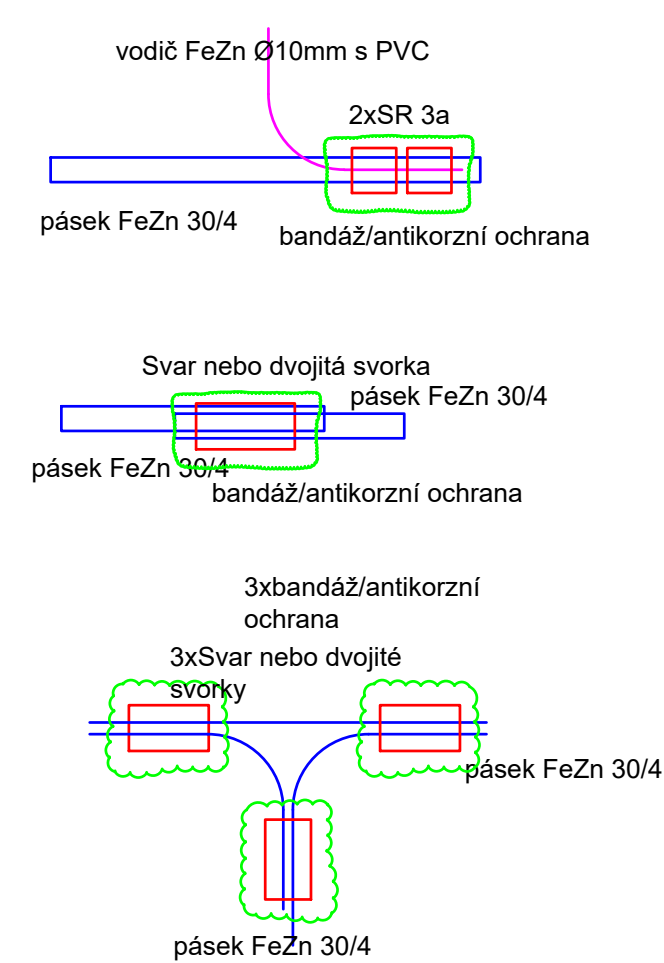 vodič FeZn Ø10mm s PVC
2xSR 3a
pásek FeZn 30/4
bandáž/antikorzní ochrana
Svar nebo dvojitá svorka
pásek FeZn 30/4
pásek FeZn 30/4
bandáž/antikorzní ochrana
3xbandáž/antikorzní
ochrana
3xSvar nebo dvojité
svorky
pásek FeZn 30/4
pásek FeZn 30/4